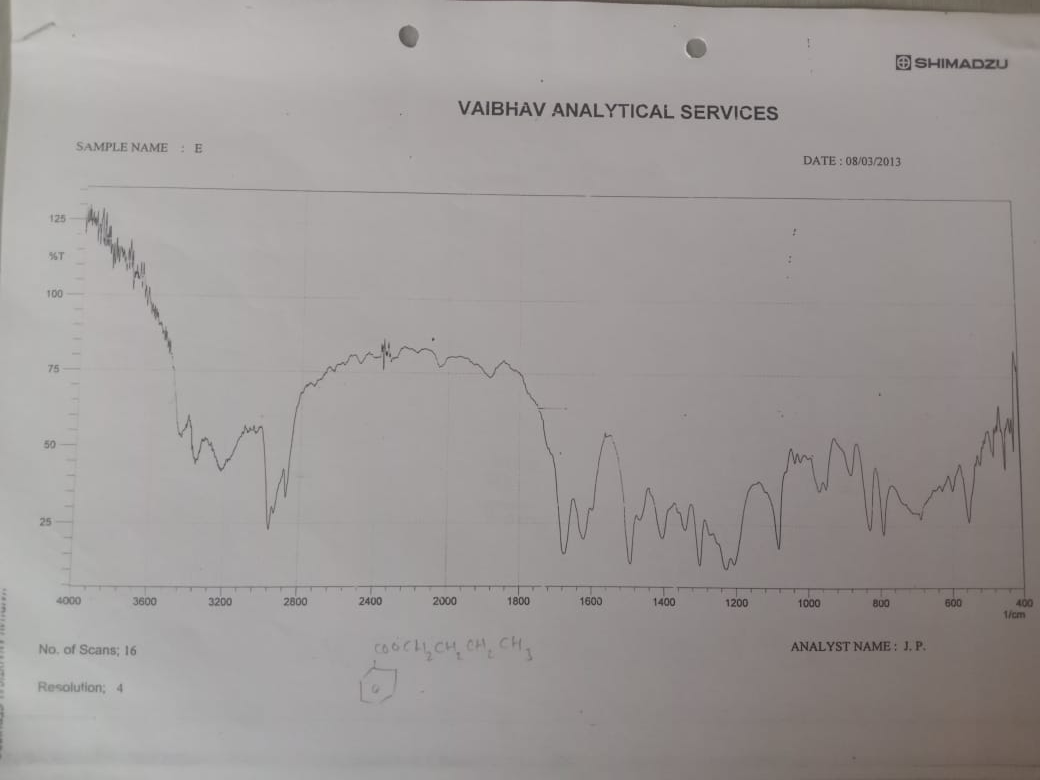 SHIMADZU
VAIBHAV ANALYTICAL SERVICES
SAMPLE NAME : E
DATE : 08/03/2013
125
%T
100
75
50
25
4000 3600 3200 2800 2400 2000 1800 1600 1400 1200 1000 800 600 400
1/cm
No. of Scans; 16
COOCH2CH2CH2CH3
ANALYST NAME : J. P.
Resolution; 4